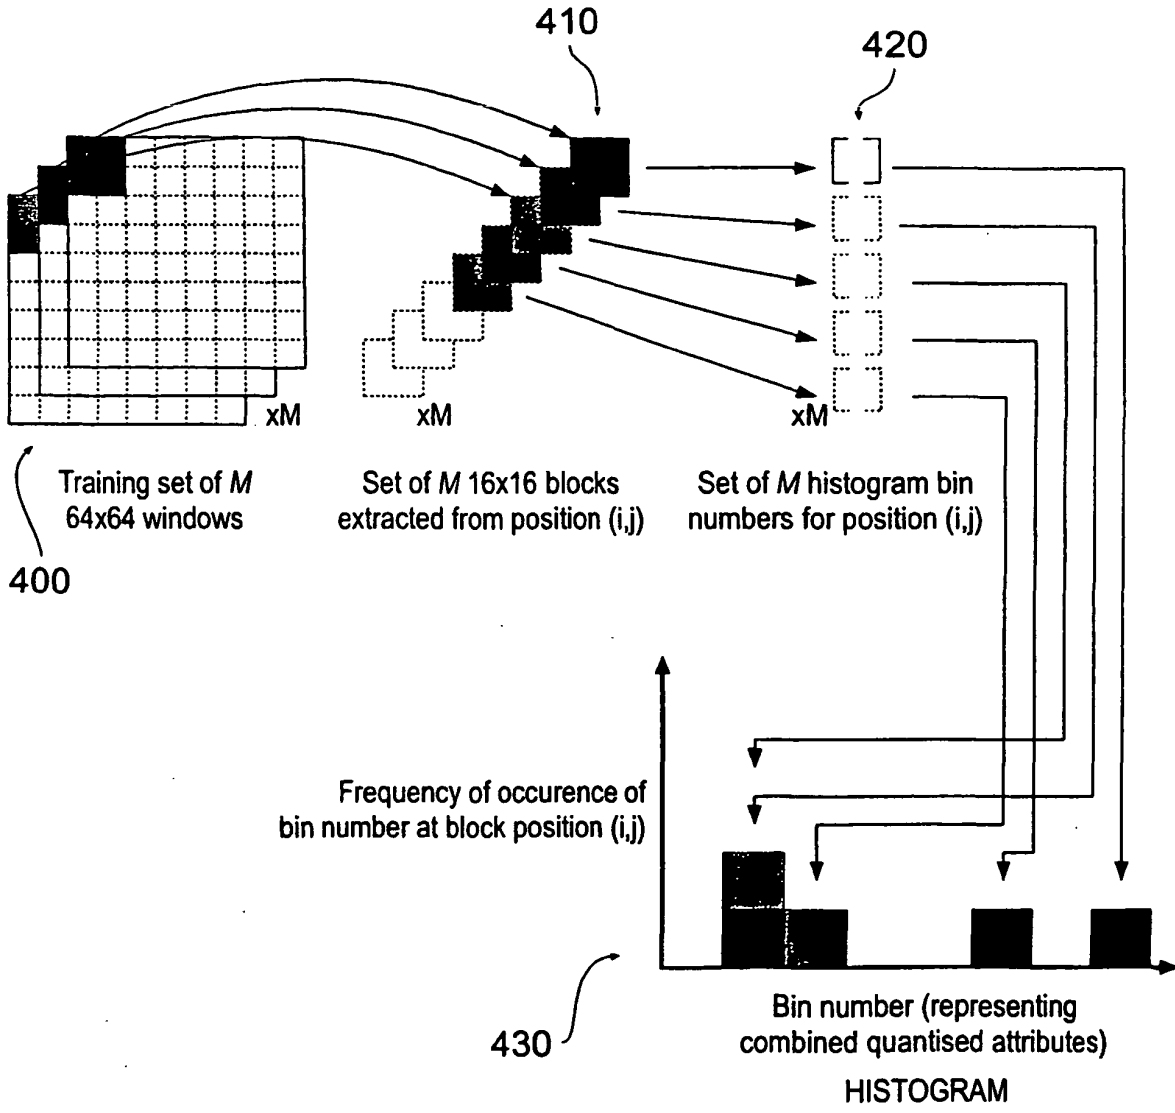 410
420
xM
xM
xM
Training set of M
64x64 windows
Set of M 16x16 blocks
extracted from position (i,j)
Set of M histogram bin
numbers for position (i,j)
400
Frequency of occurence of
bin number at block position (i,j)
430
Bin number (representing
combined quantised attributes)
HISTOGRAM